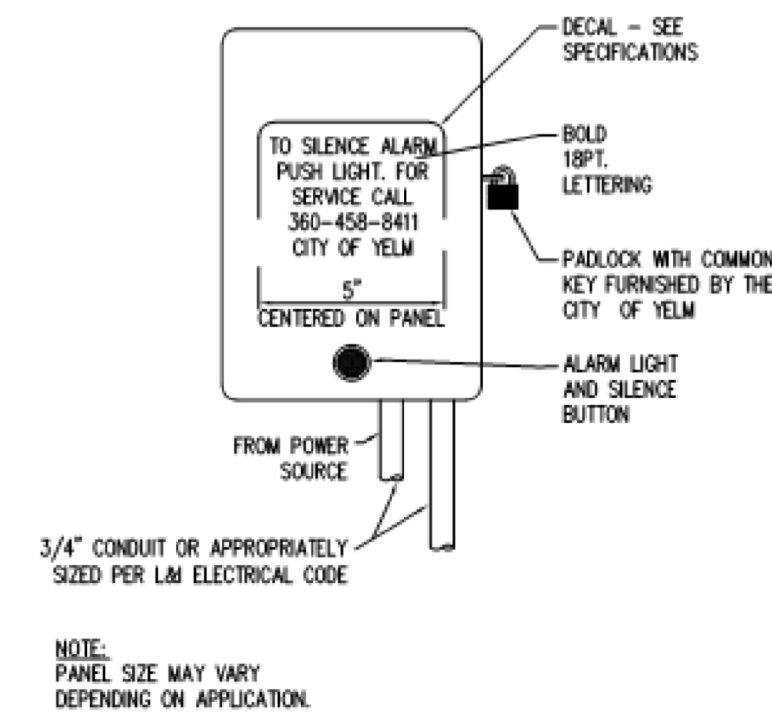 DECAL – SEE
SPECIFICATIONS
TO SILENCE ALARM
PUSH LIGHT. FOR
SERVICE CALL
360–458–8411
CITY OF YELM
BOLD
18PT.
LETTERING
5"
CENTERED ON PANEL
PADLOCK WITH COMMON
KEY FURNISHED BY THE
CITY OF YELM
ALARM LIGHT
AND SILENCE
BUTTON
FROM POWER
SOURCE
3/4" CONDUIT OR APPROPRIATELY
SIZED PER L&I ELECTRICAL CODE
NOTE:
PANEL SIZE MAY VARY
DEPENDING ON APPLICATION.